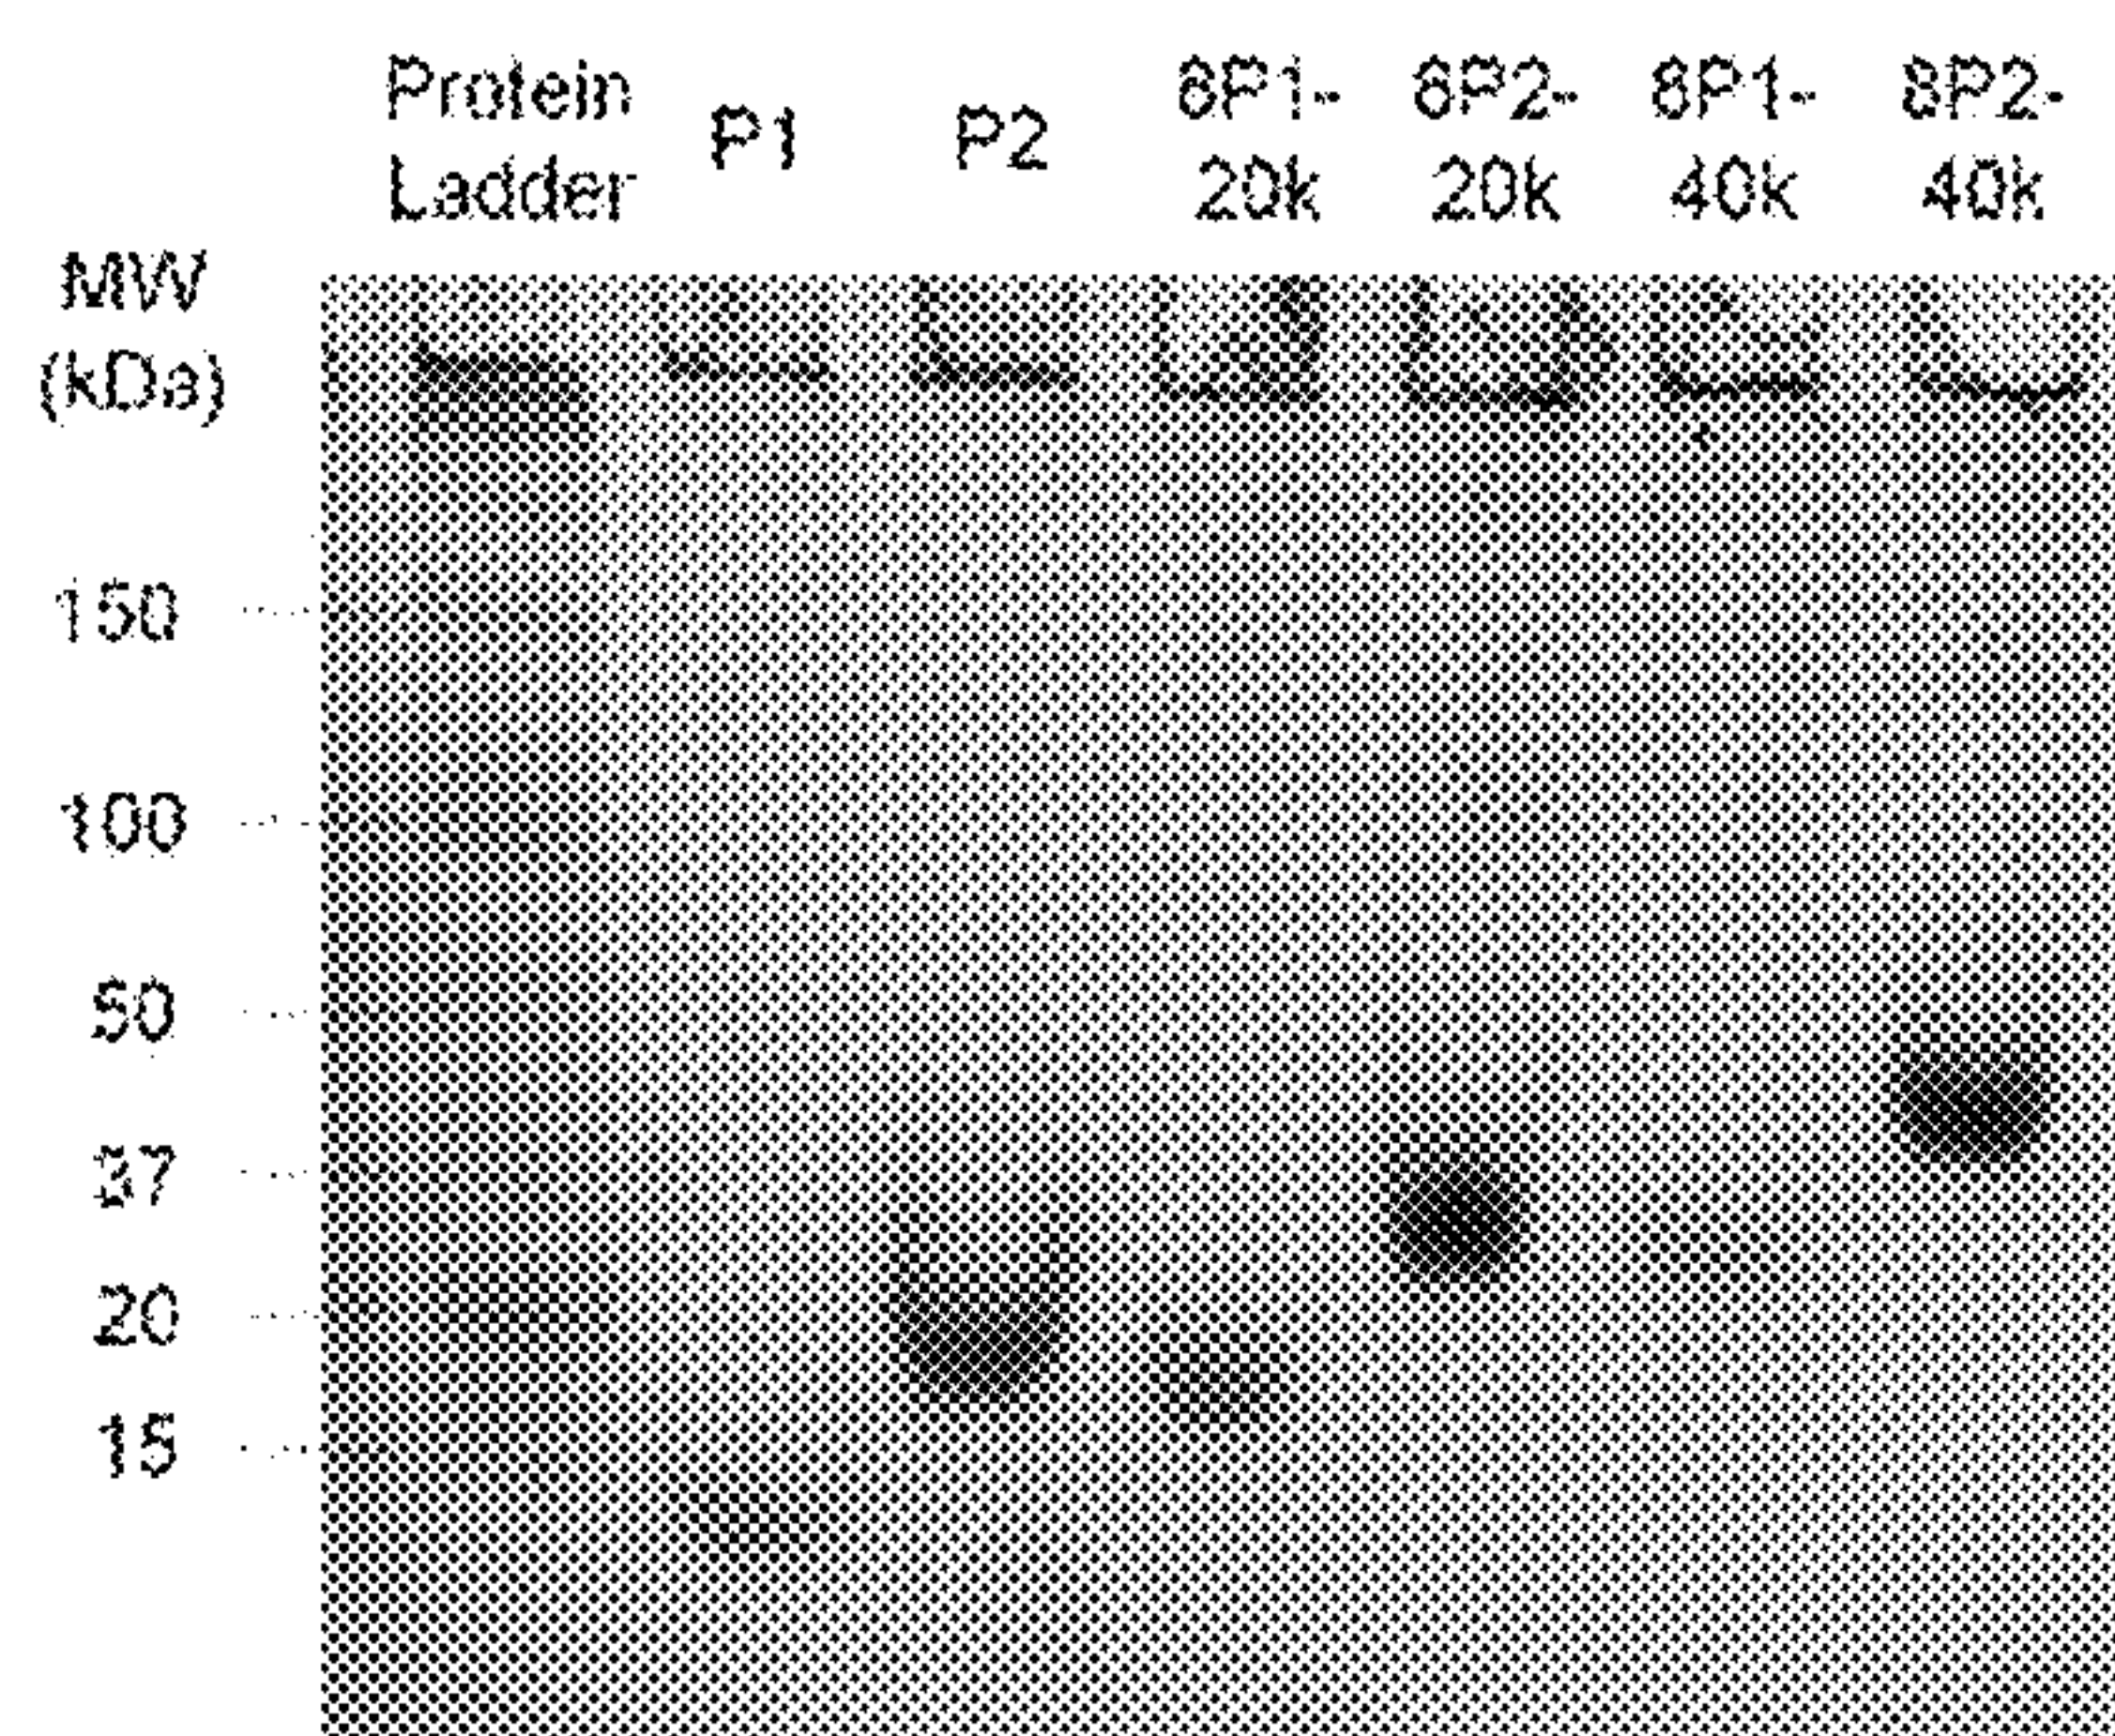 Protein Ladder
P1
P2
8P1-
20k
8P2-
20k
8P1-
40k
8P2-
40k
MW
(kDa)
150
100
50
37
20
15